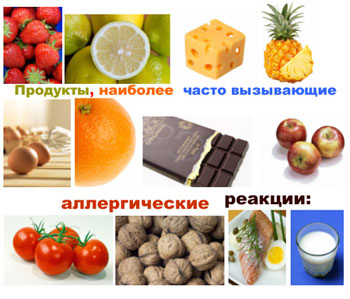 Продукты, наиболее часто вызывающие
аллергические реакции: